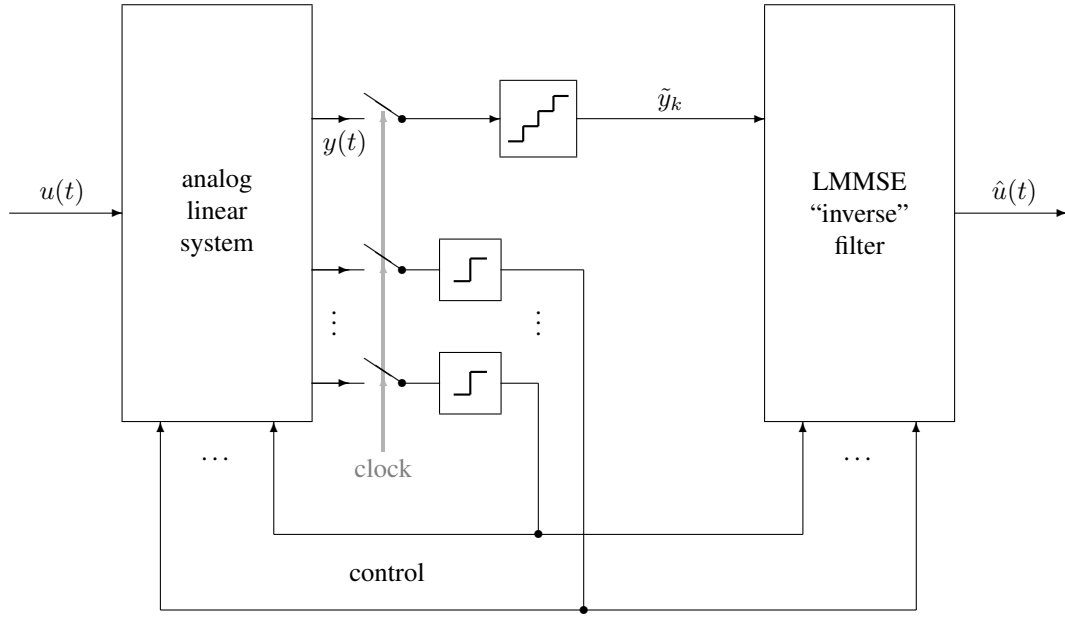 u(t)
analog
linear
system
y(t)
ỹ_k
LMMSE
“inverse”
filter
û(t)
⋮
⋮
. . .
clock
. . .
control